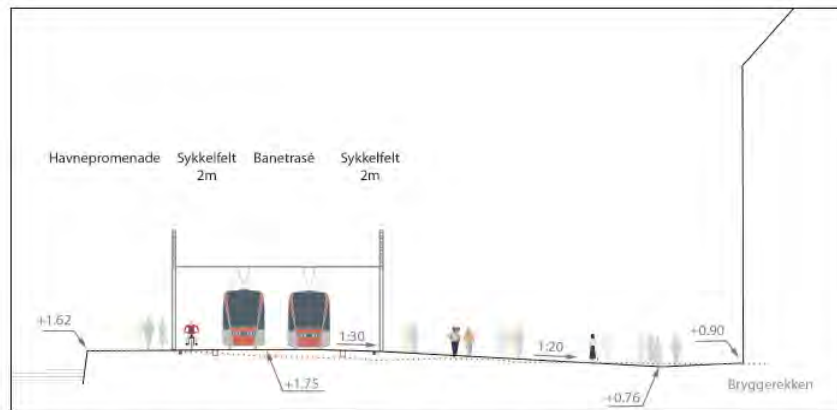 Havnepromenade
Sykkelfelt
2m
Banetrasé
Sykkelfelt
2m
+1.62
1:30
1:20
+0.90
+1.75
+0.76
Bryggerekken